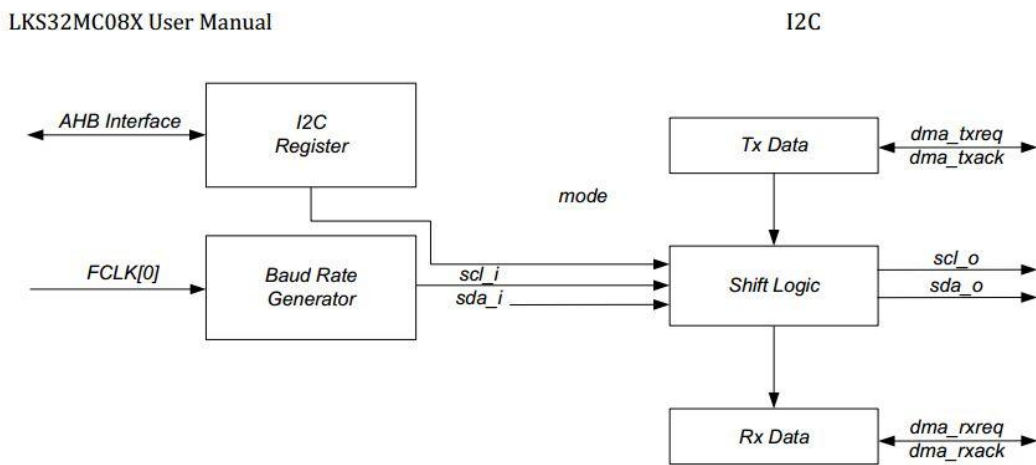 LKS32MC08X User Manual
I2C
AHB Interface
I2C
Register
Tx Data
dma_txreq
dma_txack
mode
FCLK[0]
Baud Rate
Generator
scl_i
sda_i
Shift Logic
scl_o
sda_o
Rx Data
dma_rxreq
dma_rxack